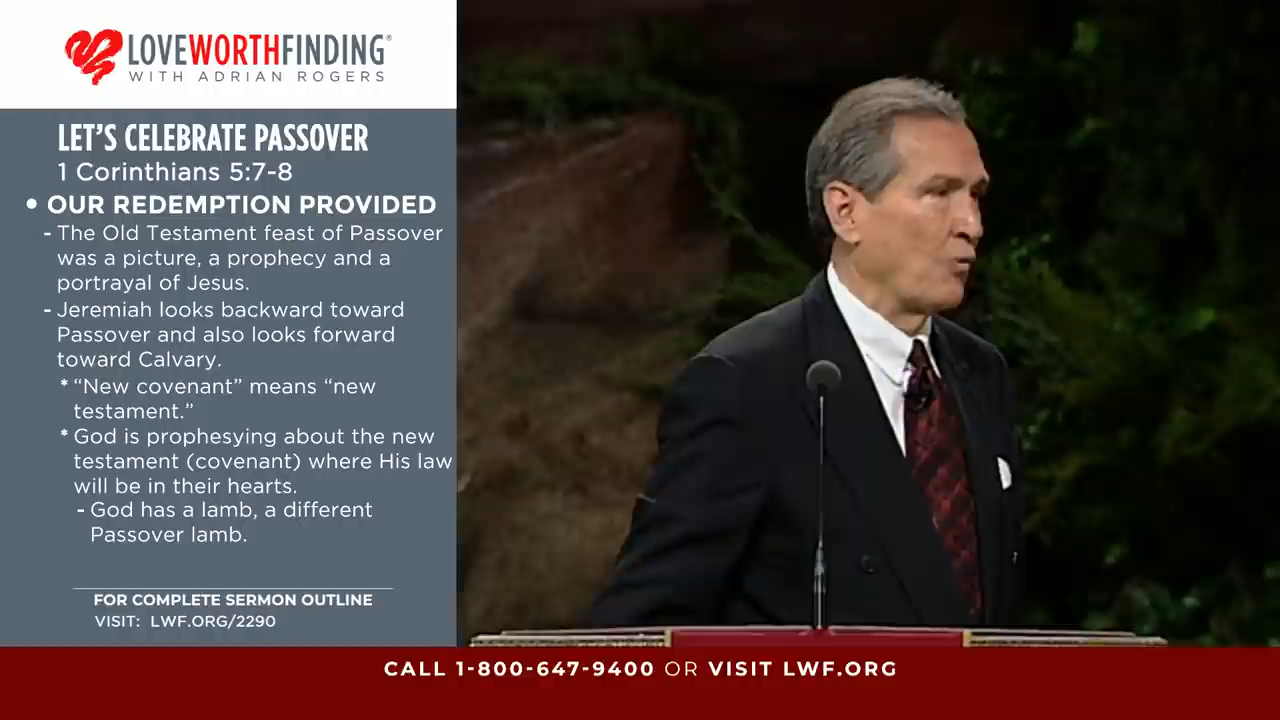 LOVEWORTHFINDING®
WITH ADRIAN ROGERS
LET'S CELEBRATE PASSOVER
1 Corinthians 5:7-8
• OUR REDEMPTION PROVIDED
- The Old Testament feast of Passover
was a picture, a prophecy and a
portrayal of Jesus.
- Jeremiah looks backward toward
Passover and also looks forward
toward Calvary.
* “New covenant” means “new
testament.”
* God is prophesying about the new
testament (covenant) where His law
will be in their hearts.
- God has a lamb, a different
Passover lamb.
FOR COMPLETE SERMON OUTLINE
VISIT: LWF.ORG/2290
CALL 1-800-647-9400 OR VISIT LWF.ORG